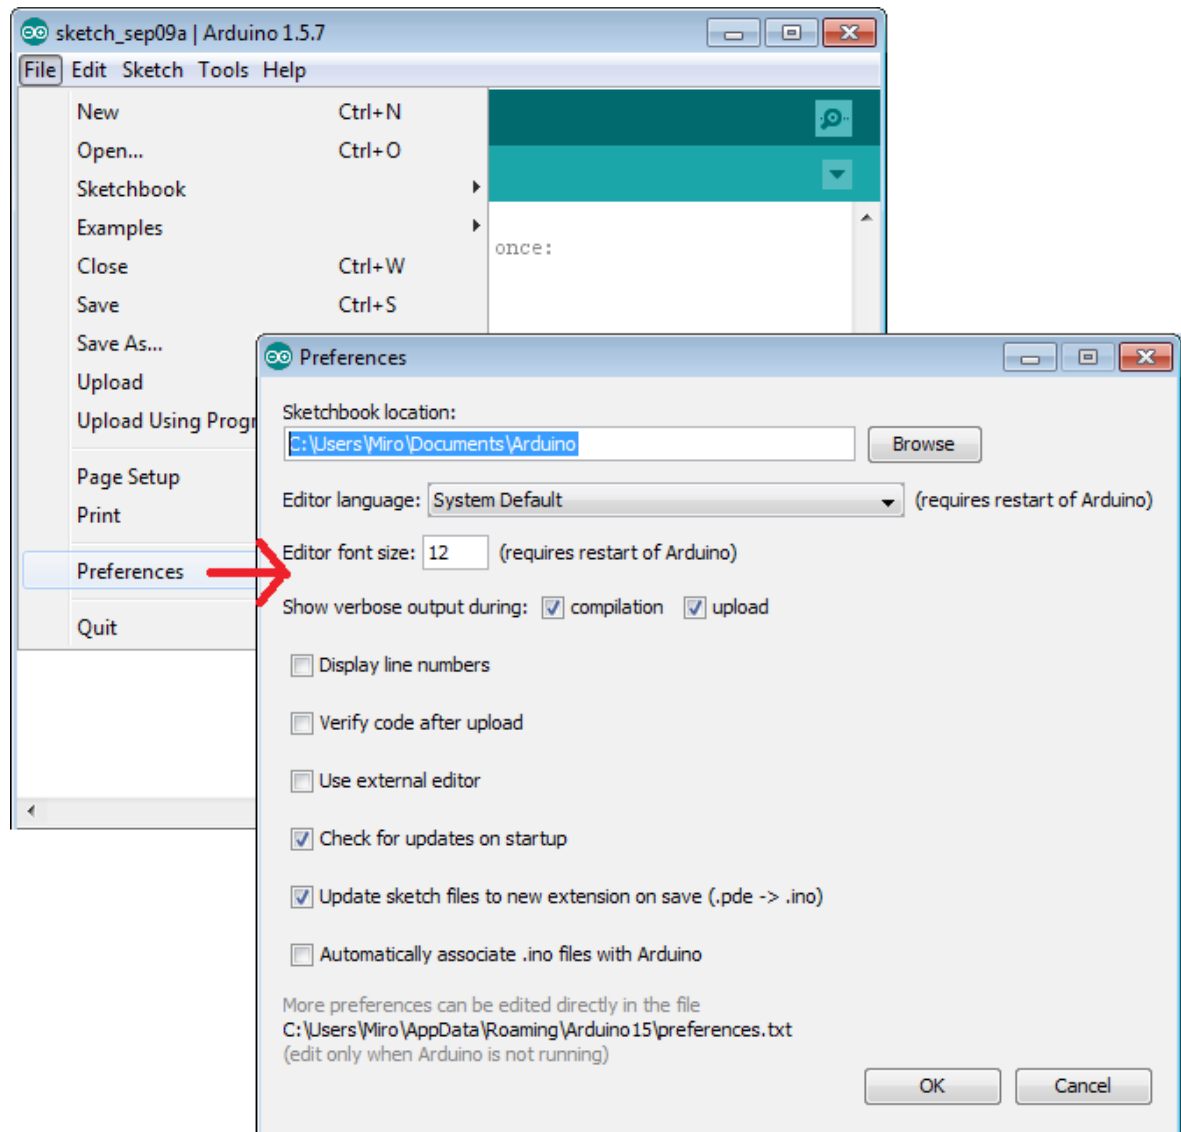 sketch_sep09a | Arduino 1.5.7
File Edit Sketch Tools Help
New Ctrl+N
Open... Ctrl+O
Sketchbook
Examples
once:
Close Ctrl+W
Save Ctrl+S
Save As...
Upload
Upload Using Progr
Page Setup
Print
Preferences
Quit
Preferences
Sketchbook location:
C:\Users\Miro\Documents\Arduino Browse
Editor language: System Default (requires restart of Arduino)
Editor font size: 12 (requires restart of Arduino)
Show verbose output during: compilation upload
Display line numbers
Verify code after upload
Use external editor
Check for updates on startup
Update sketch files to new extension on save (.pde -> .ino)
Automatically associate .ino files with Arduino
More preferences can be edited directly in the file
C:\Users\Miro\AppData\Roaming\Arduino15\preferences.txt
(edit only when Arduino is not running)
OK Cancel